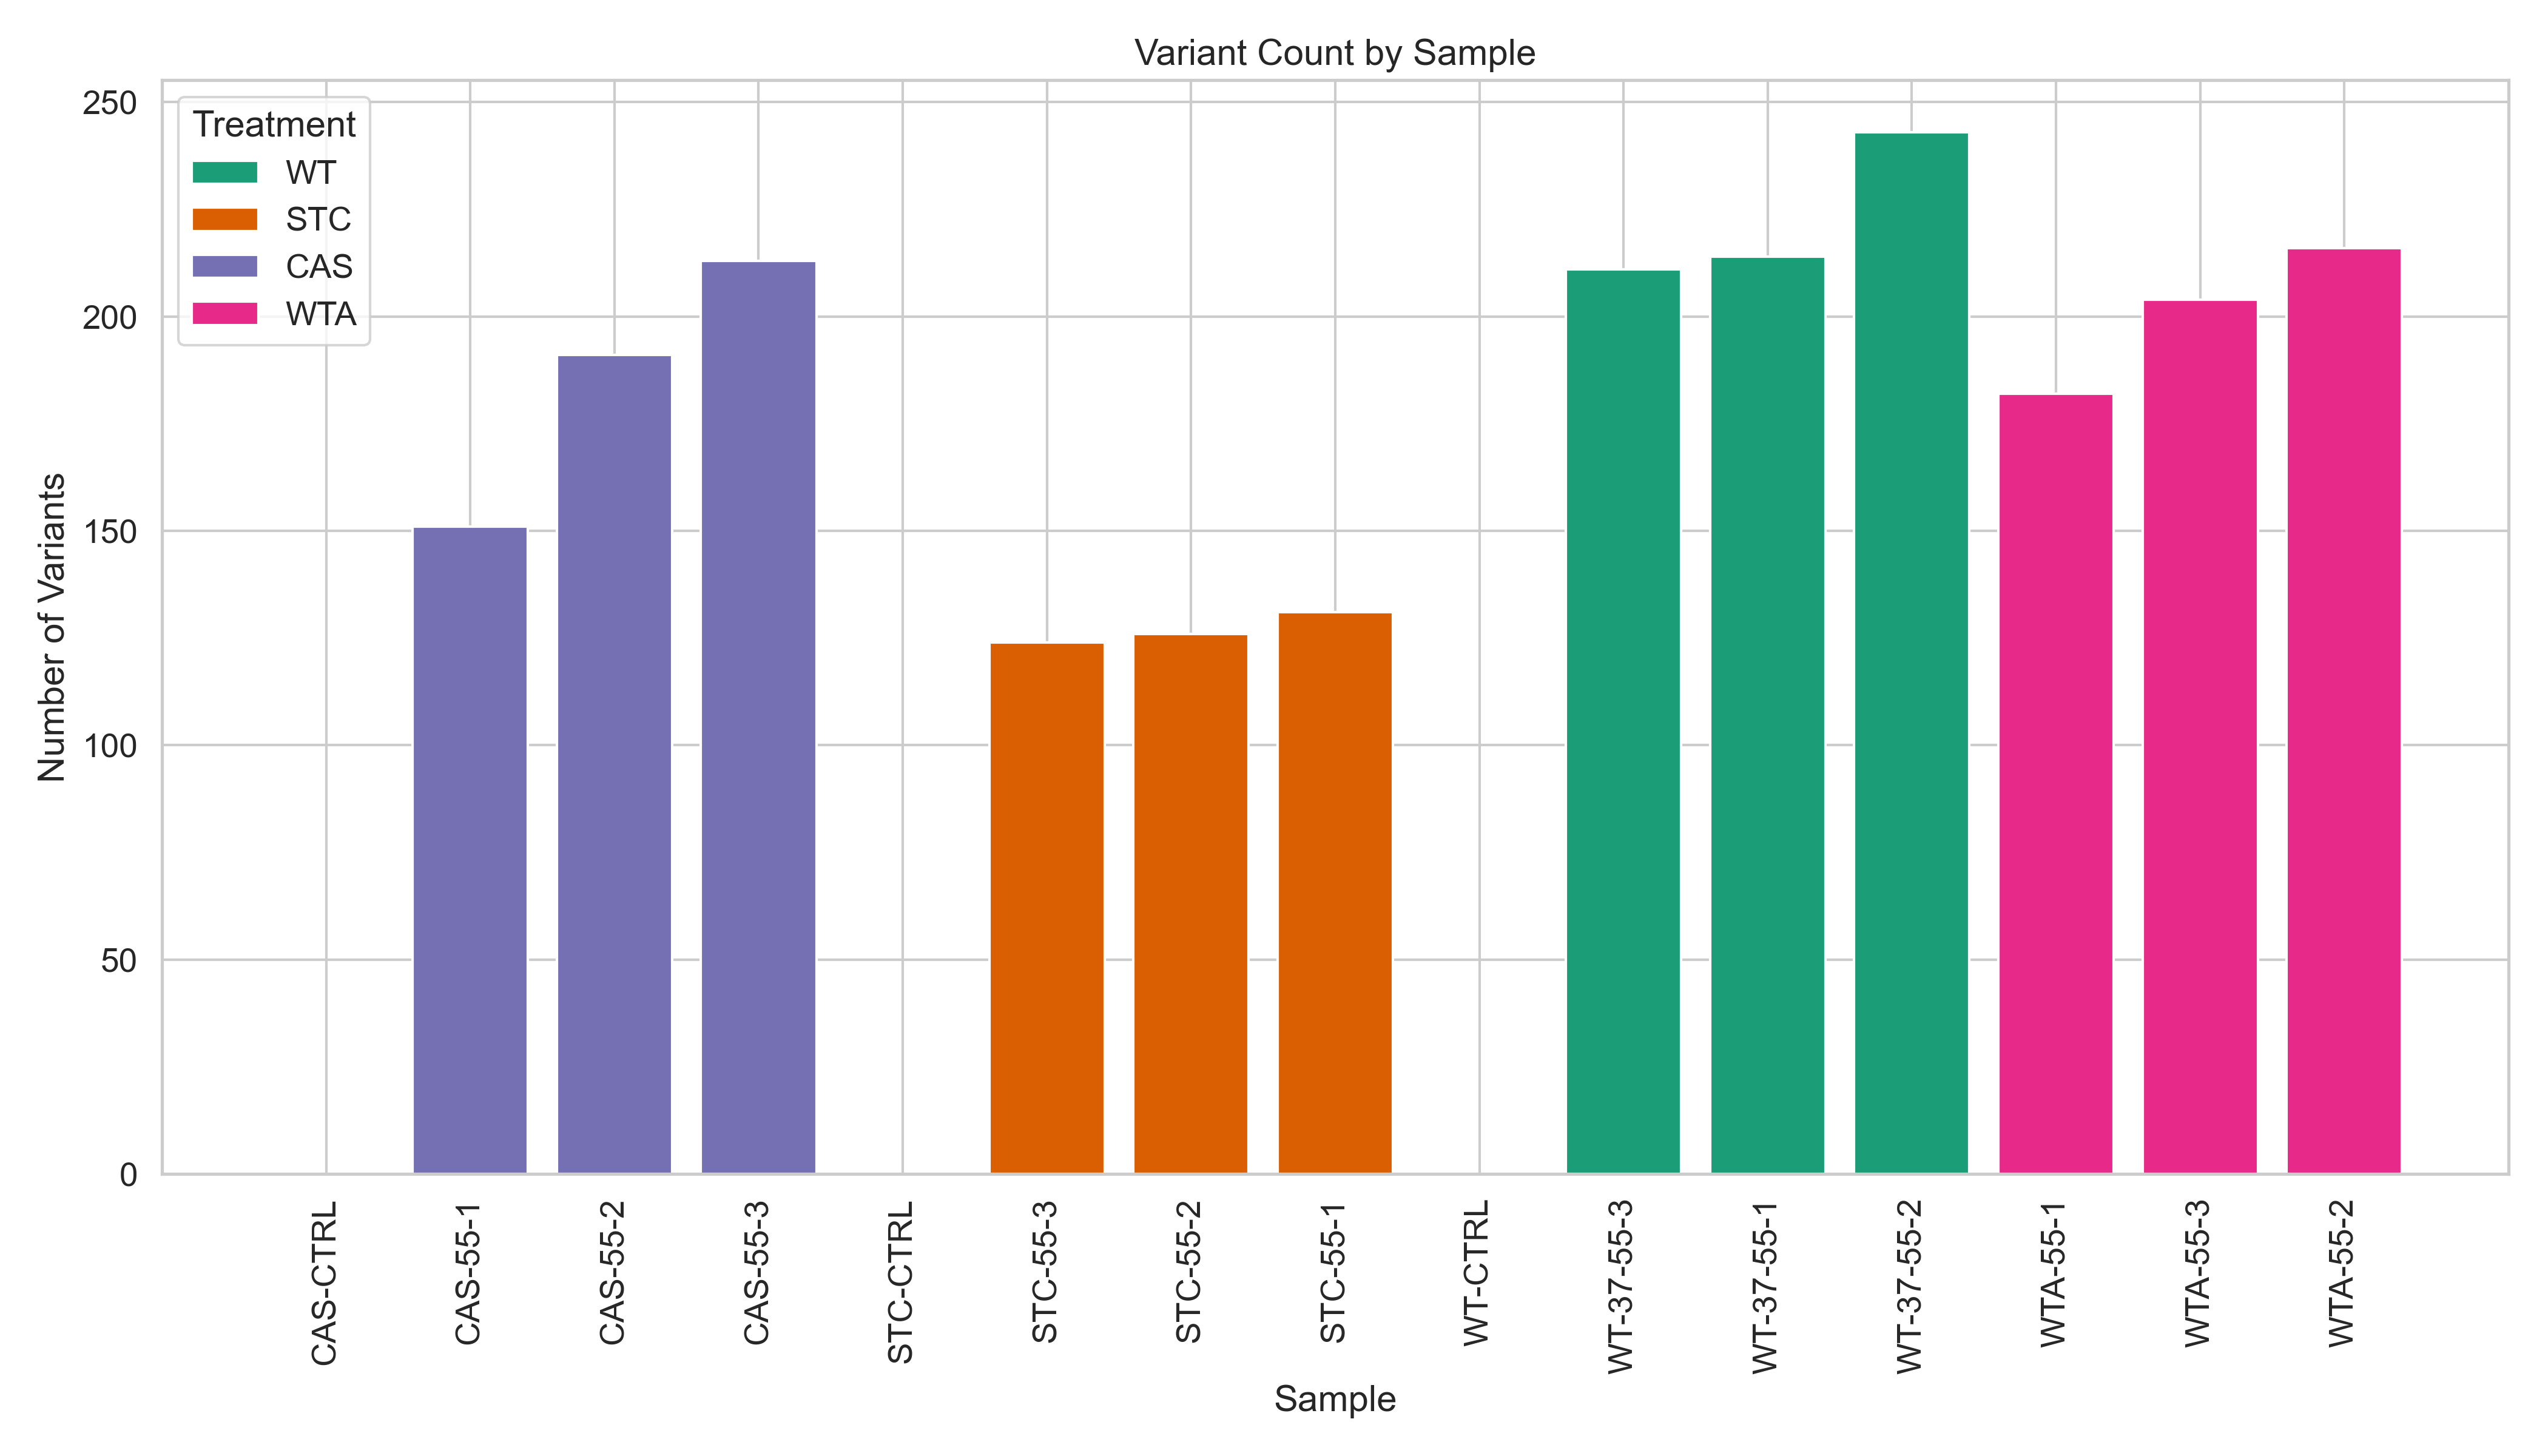 Variant Count by Sample
Treatment
WT
STC
CAS
WTA
Number of Variants
250
200
150
100
50
0
CAS-CTRL
CAS-55-1
CAS-55-2
CAS-55-3
STC-CTRL
STC-55-3
STC-55-2
STC-55-1
WT-CTRL
WT-37-55-3
WT-37-55-1
WT-37-55-2
WTA-55-1
WTA-55-3
WTA-55-2
Sample